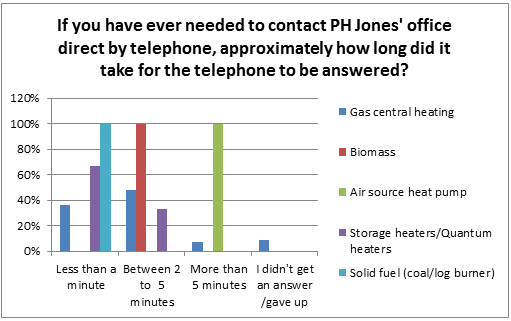 If you have ever needed to contact PH Jones' office
direct by telephone, approximately how long did it
take for the telephone to be answered?
120%
100%
80%
60%
40%
20%
0%
Less than a
minute
Between 2
to 5
minutes
More than
5 minutes
I didn't get
an answer
/gave up
Gas central heating
Biomass
Air source heat pump
Storage heaters/Quantum
heaters
Solid fuel (coal/log burner)